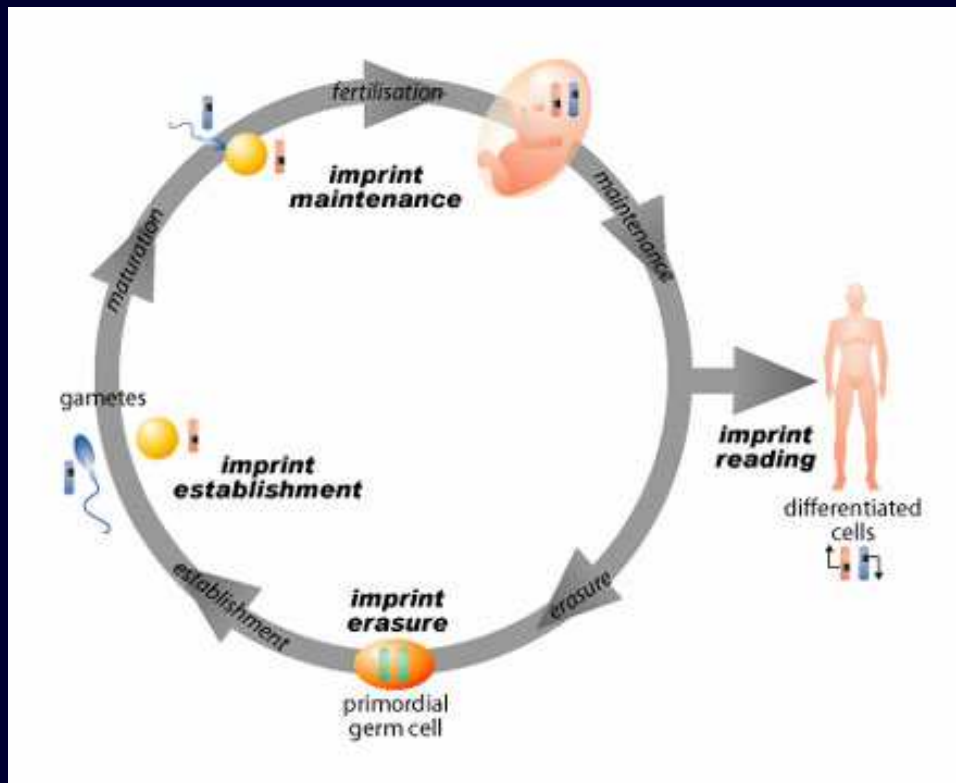 fertilisation
imprint
maintenance
maintenance
maturation
gametes
imprint
establishment
imprint
reading
differentiated
cells
establishment
imprint
erasure
erasure
primordial
germ cell